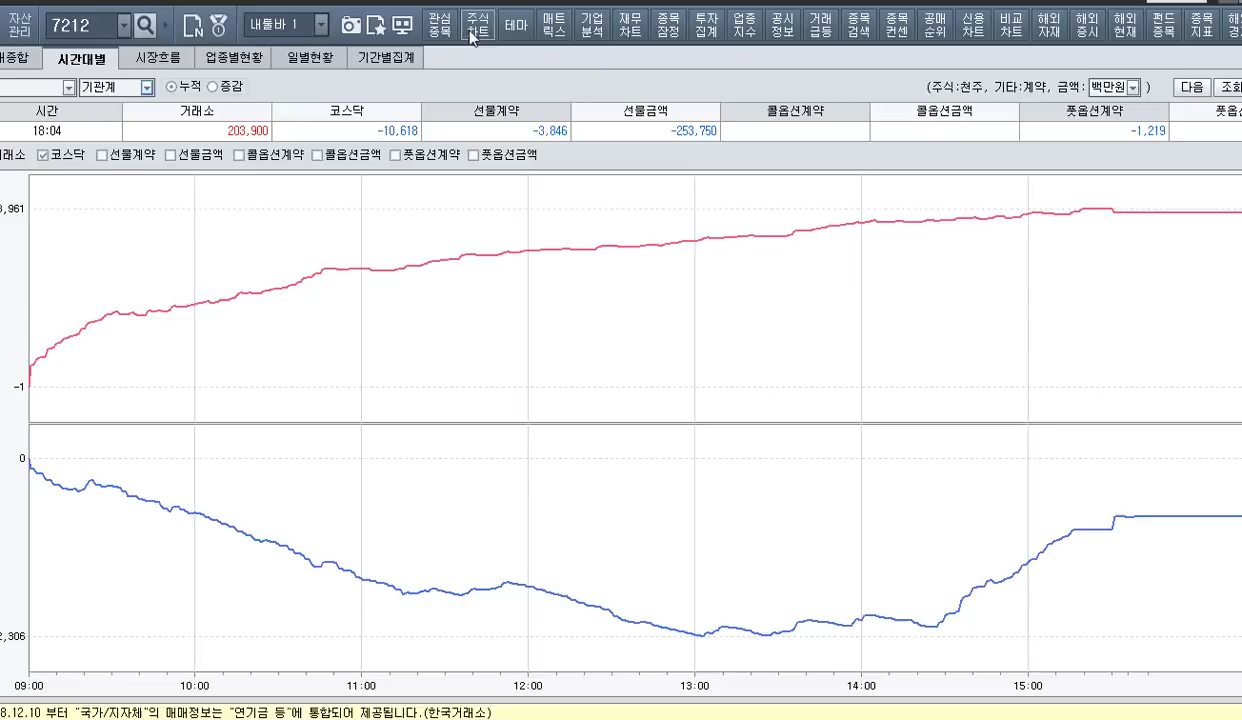 자산 관리 7212 내툴바 1 관심 종목 주식 차트 테마 매트 릭스 기업 분석 재무 차트 종목 잠정 투자 집계 업종 지수 공시 정보 거래 급등 종목 검색 종목 컨센 공매 순위 신용 차트 비교 차트 해외 자재 해외 증시 해외 현재 펀드 종목 종목 지표
시간대별 시장흐름 업종별현황 일별현황 기간별집계
기관계 누적 증감 (주식:천주, 기타:계약, 금액: 백만원 ) 다음 조회
시간 거래소 코스닥 선물계약 선물금액 콜옵션계약 콜옵션금액 풋옵션계약
18:04 203,900 -10,618 -3,846 -253,750 -1,219
코스닥 선물계약 선물금액 콜옵션계약 콜옵션금액 풋옵션계약 풋옵션금액
-1
0
09:00 10:00 11:00 12:00 13:00 14:00 15:00
8.12.10 부터 "국가/지자체"의 매매정보는 "연기금 등"에 통합되어 제공됩니다.(한국거래소)